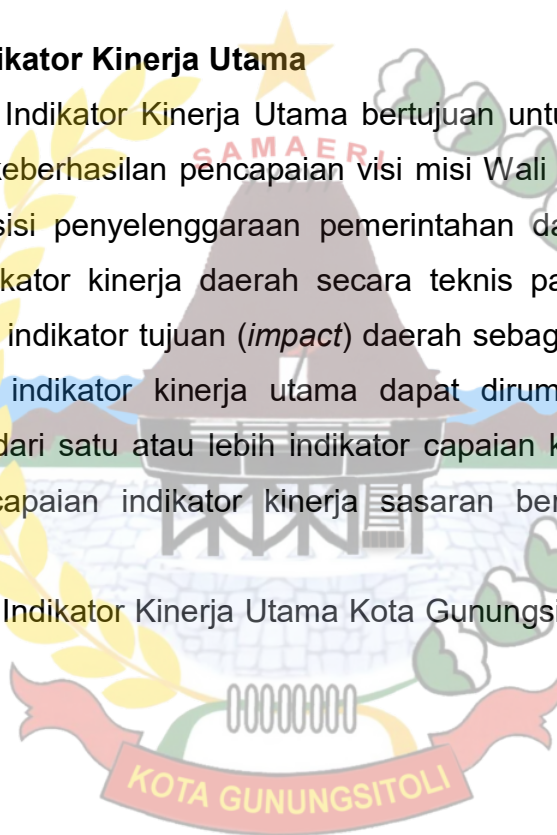 ikator Kinerja Utama
Indikator Kinerja Utama bertujuan untu
keberhasilan pencapaian visi misi Wali
SAMAERI
sisi penyelenggaraan pemerintahan da
kator kinerja daerah secara teknis pa
indikator tujuan (impact) daerah sebag
indikator kinerja utama dapat dirum
dari satu atau lebih indikator capaian k
capaian indikator kinerja sasaran ber
Indikator Kinerja Utama Kota Gunungsi
KOTA GUNUNGSITOLI